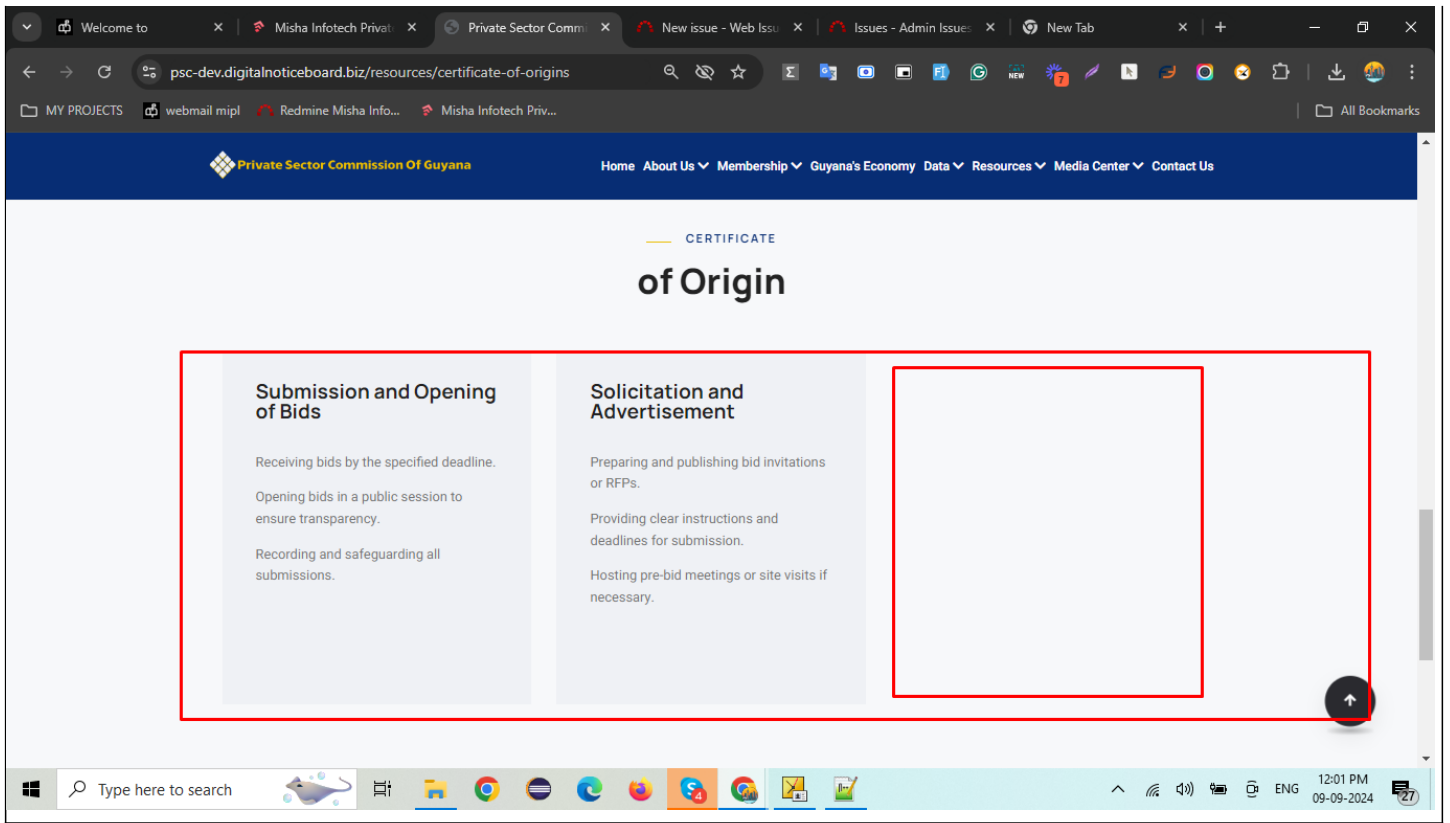 Welcome to
Misha Infotech Privat
Private Sector Commi
New issue - Web Issu
Issues - Admin Issues
New Tab
psc-dev.digitalnoticeboard.biz/resources/certificate-of-origins
NEW
7
MY PROJECTS
webmail mipl
Redmine Misha Info...
Misha Infotech Priv...
All Bookmarks
Private Sector Commission Of Guyana
Home About Us Membership Guyana's Economy Data Resources Media Center Contact Us
CERTIFICATE
of Origin
Submission and Opening
of Bids
Receiving bids by the specified deadline.
Opening bids in a public session to
ensure transparency.
Recording and safeguarding all
submissions.
Solicitation and
Advertisement
Preparing and publishing bid invitations
or RFPs.
Providing clear instructions and
deadlines for submission.
Hosting pre-bid meetings or site visits if
necessary.
Type here to search
4
ENG
12:01 PM
09-09-2024
27